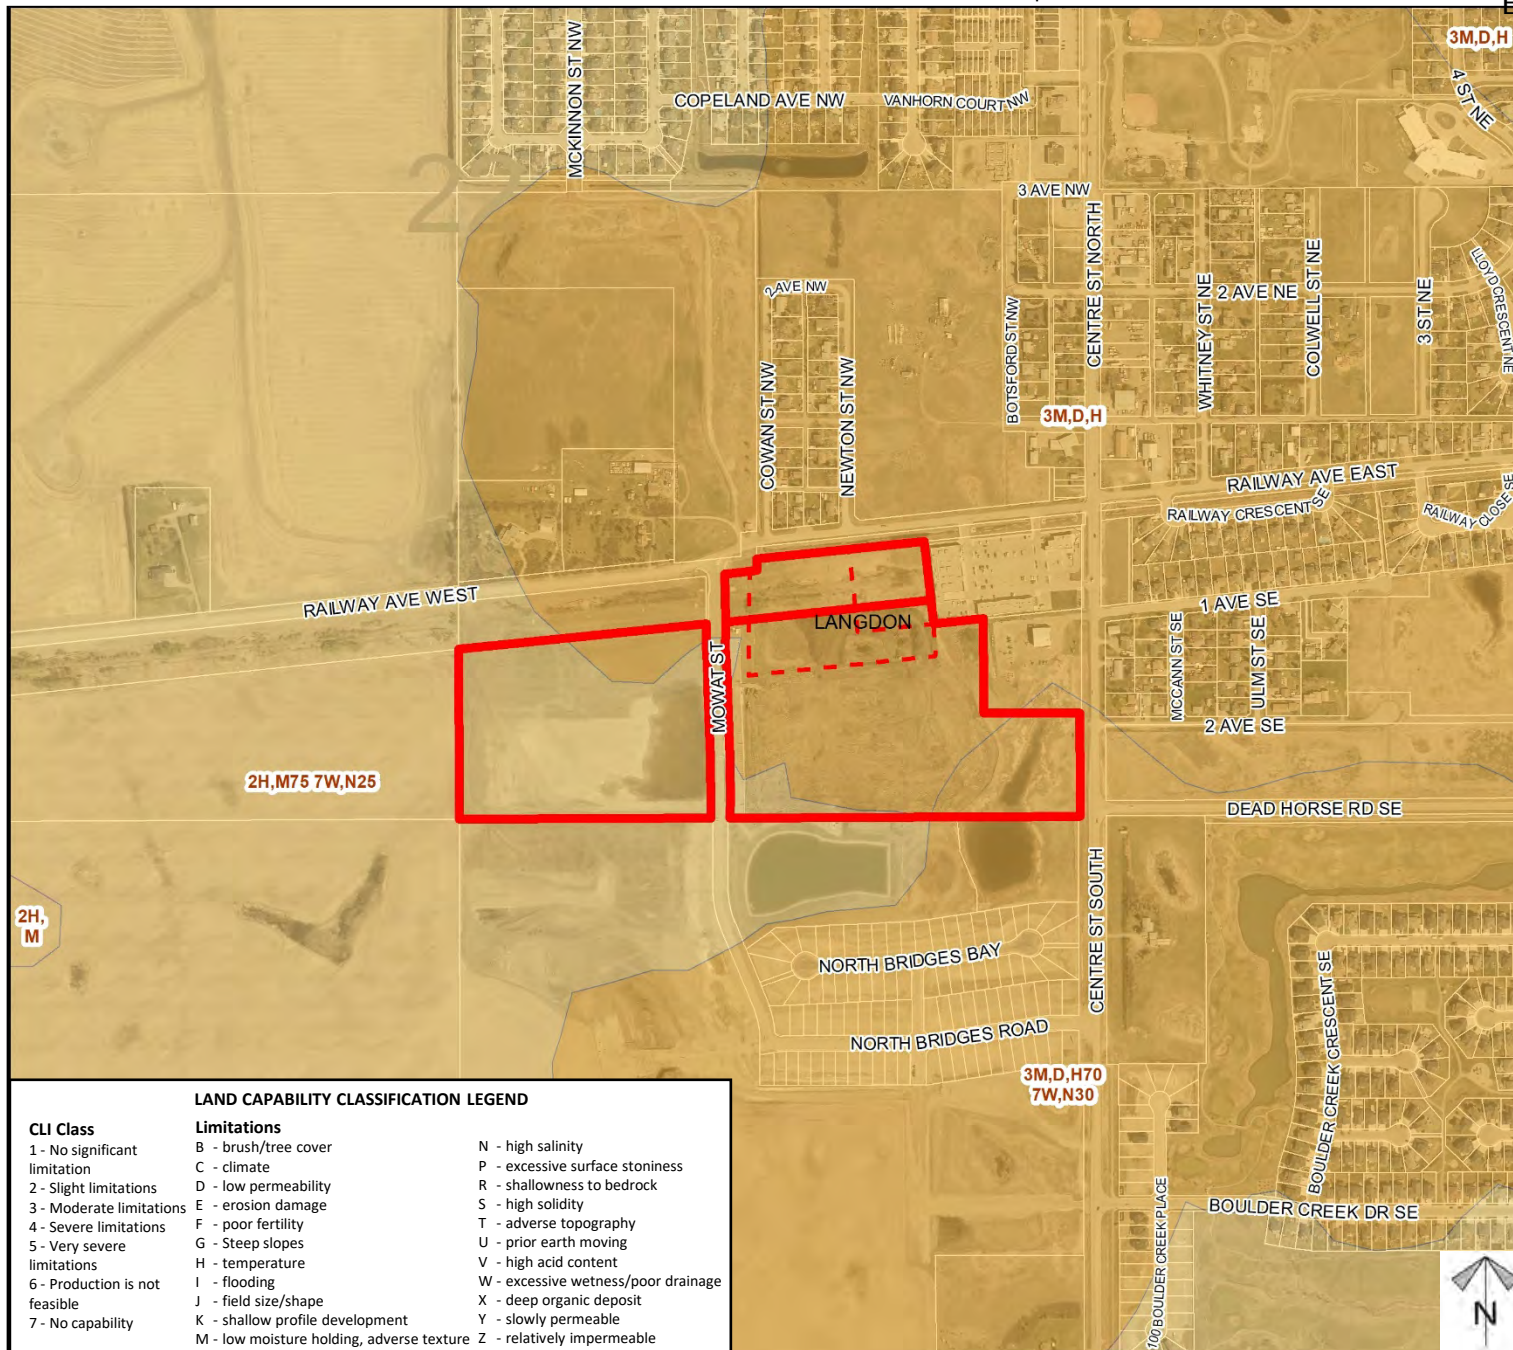 3M,D,H
4 ST NE
MCKINNON ST NW
COPELAND AVE NW
VANHORN COURT NW
22
3 AVE NW
CENTRE ST NORTH
2 AVE NW
COWAN ST NW
NEWTON ST NW
BOTSFORD ST NW
WHITNEY ST NE
2 AVE NE
COLWELL ST NE
3 ST NE
LLOYD CRESCENT NE
3M,D,H
RAILWAY AVE EAST
RAILWAY CRESCENT SE
RAILWAY CLOSE SE
RAILWAY AVE WEST
LANGDON
1 AVE SE
MCCANN ST SE
ULM ST SE
MOWAT ST
2 AVE SE
2H,M75 7W,N25
DEAD HORSE RD SE
2H,
M
CENTRE ST SOUTH
NORTH BRIDGES BAY
NORTH BRIDGES ROAD
3M,D,H70
7W,N30
BOULDER CREEK CRESCENT SE
BOULDER CREEK DR SE
100 BOULDER CREEK PLACE
N
LAND CAPABILITY CLASSIFICATION LEGEND
CLI Class
1 - No significant
limitation
2 - Slight limitations
3 - Moderate limitations
4 - Severe limitations
5 - Very severe
limitations
6 - Production is not
feasible
7 - No capability
Limitations
B - brush/tree cover
C - climate
D - low permeability
E - erosion damage
F - poor fertility
G - Steep slopes
H - temperature
I - flooding
J - field size/shape
K - shallow profile development
M - low moisture holding, adverse texture
N - high salinity
P - excessive surface stoniness
R - shallowness to bedrock
S - high solidity
T - adverse topography
U - prior earth moving
V - high acid content
W - excessive wetness/poor drainage
X - deep organic deposit
Y - slowly permeable
Z - relatively impermeable